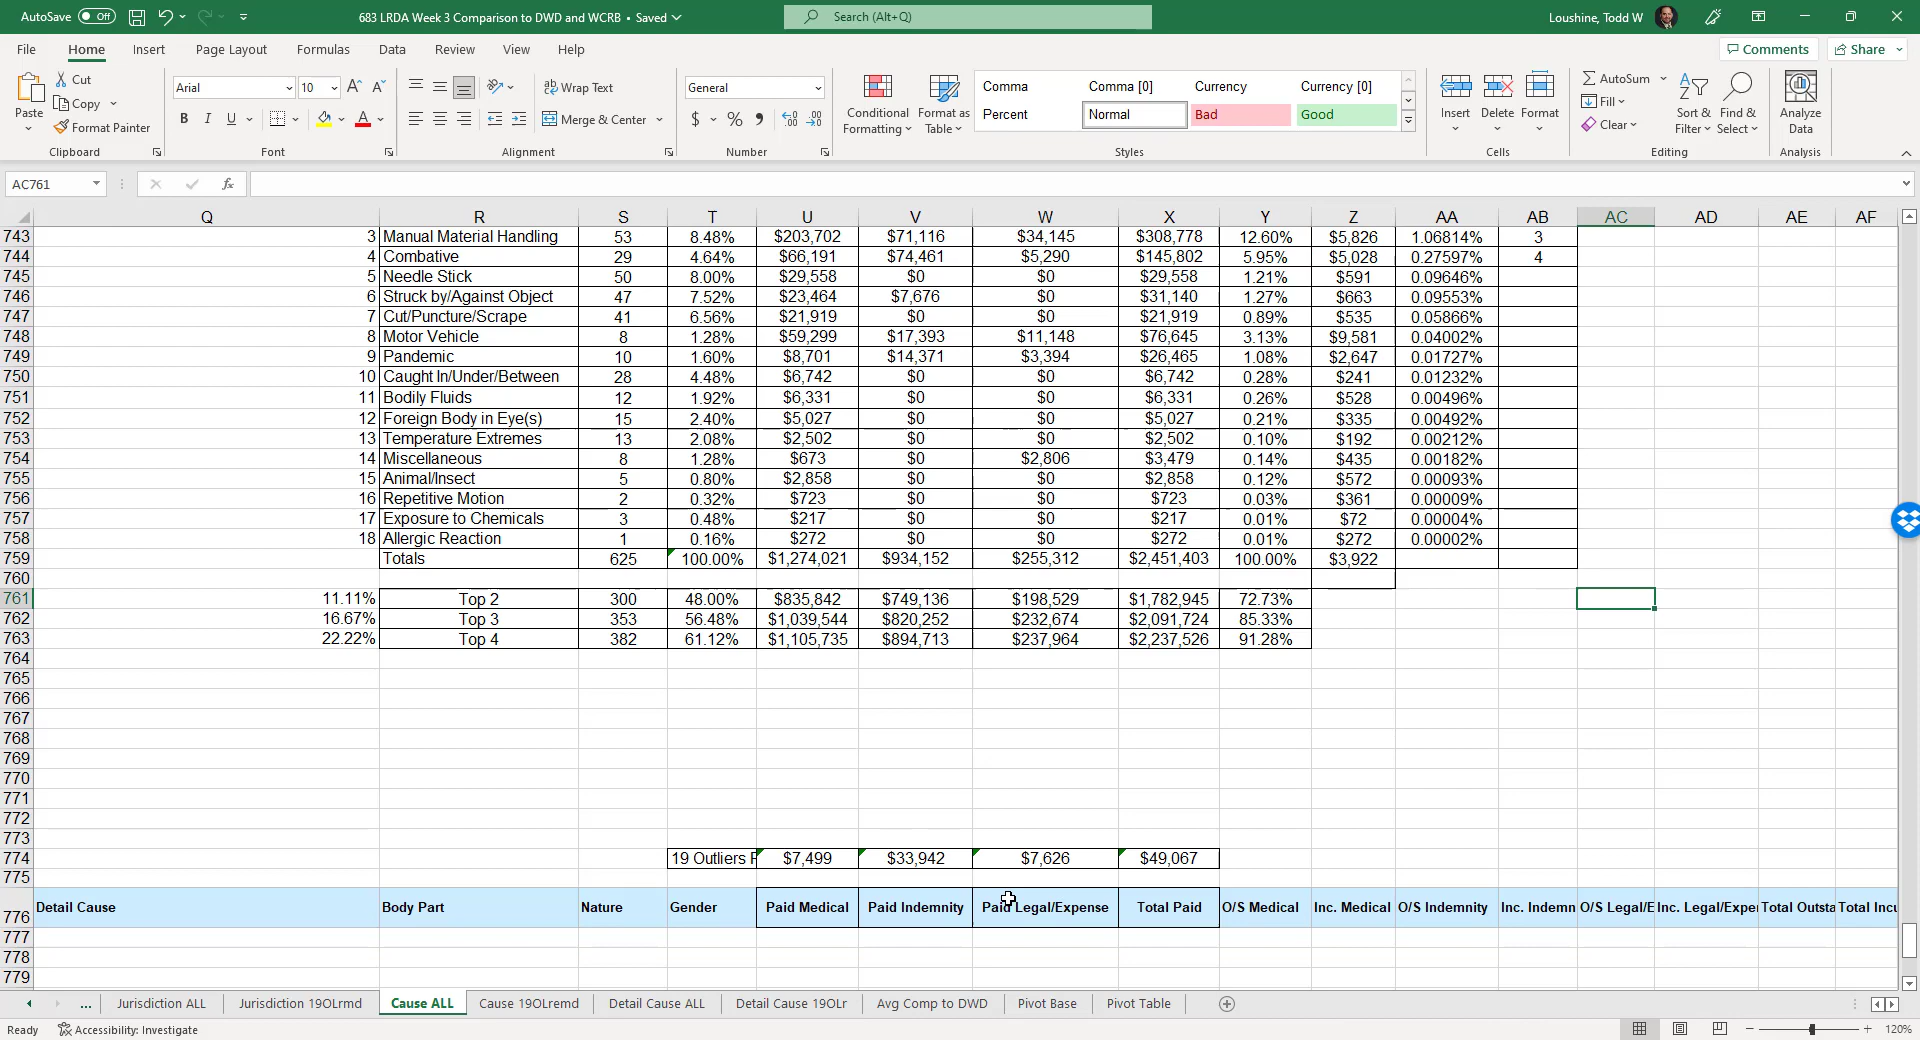 AutoSave Off 683 LRDA Week 3 Comparison to DWD and WCRB • Saved Search (Alt+Q) Loushine, Todd W
File Home Insert Page Layout Formulas Data Review View Help Comments Share
Paste Cut Copy Format Painter Clipboard
Arial 10 B I U Font
Wrap Text Merge & Center Alignment
General $ % Number
Conditional Formatting Format as Table
Comma Comma [0] Currency Currency [0]
Percent Normal Bad Good
Styles
Insert Delete Format Cells
AutoSum Fill Clear Sort & Filter Find & Select Editing
Analyze Data Analysis
AC761 fx
Q R S T U V W X Y Z AA AB AC AD AE AF
743 3 Manual Material Handling 53 8.48% $203,702 $71,116 $34,145 $308,778 12.60% $5,826 1.06814% 3
744 4 Combative 29 4.64% $66,191 $74,461 $5,290 $145,802 5.95% $5,028 0.27597% 4
745 5 Needle Stick 50 8.00% $29,558 $0 $0 $29,558 1.21% $591 0.09646%
746 6 Struck by/Against Object 47 7.52% $23,464 $7,676 $0 $31,140 1.27% $663 0.09553%
747 7 Cut/Puncture/Scrape 41 6.56% $21,919 $0 $0 $21,919 0.89% $535 0.05866%
748 8 Motor Vehicle 8 1.28% $59,299 $17,393 $11,148 $76,645 3.13% $9,581 0.04002%
749 9 Pandemic 10 1.60% $8,701 $14,371 $3,394 $26,465 1.08% $2,647 0.01727%
750 10 Caught In/Under/Between 28 4.48% $6,742 $0 $0 $6,742 0.28% $241 0.01232%
751 11 Bodily Fluids 12 1.92% $6,331 $0 $0 $6,331 0.26% $528 0.00496%
752 12 Foreign Body in Eye(s) 15 2.40% $5,027 $0 $0 $5,027 0.21% $335 0.00492%
753 13 Temperature Extremes 13 2.08% $2,502 $0 $0 $2,502 0.10% $192 0.00212%
754 14 Miscellaneous 8 1.28% $673 $0 $2,806 $3,479 0.14% $435 0.00182%
755 15 Animal/Insect 5 0.80% $2,858 $0 $0 $2,858 0.12% $572 0.00093%
756 16 Repetitive Motion 2 0.32% $723 $0 $0 $723 0.03% $361 0.00009%
757 17 Exposure to Chemicals 3 0.48% $217 $0 $0 $217 0.01% $72 0.00004%
758 18 Allergic Reaction 1 0.16% $272 $0 $0 $272 0.01% $272 0.00002%
759 Totals 625 100.00% $1,274,021 $934,152 $255,312 $2,451,403 100.00% $3,922
760
761 11.11% Top 2 300 48.00% $835,842 $749,136 $198,529 $1,782,945 72.73%
762 16.67% Top 3 353 56.48% $1,039,544 $820,252 $232,674 $2,091,724 85.33%
763 22.22% Top 4 382 61.12% $1,105,735 $894,713 $237,964 $2,237,526 91.28%
764
765
766
767
768
769
770
771
772
773
774 19 Outliers $7,499 $33,942 $7,626 $49,067
775
776 Detail Cause Body Part Nature Gender Paid Medical Paid Indemnity Paid Legal/Expense Total Paid O/S Medical Inc. Medical O/S Indemnity Inc. Indemn O/S Legal/E Inc. Legal/Expe Total Outsta Total Incu
777
778
779
... Jurisdiction ALL Jurisdiction 19OLrmd Cause ALL Cause 19OLremd Detail Cause ALL Detail Cause 19OLr Avg Comp to DWD Pivot Base Pivot Table
Ready Accessibility: Investigate 120%